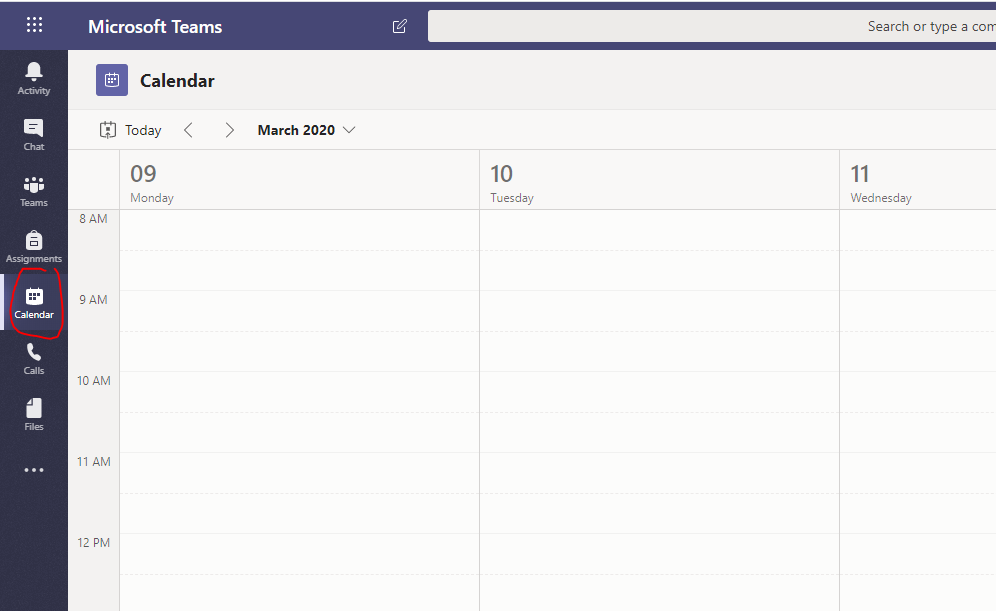 Microsoft Teams
Search or type a com
Activity
Chat
Teams
Assignments
Calendar
Calls
Files
Calendar
Today
March 2020
09
Monday
10
Tuesday
11
Wednesday
8 AM
9 AM
10 AM
11 AM
12 PM